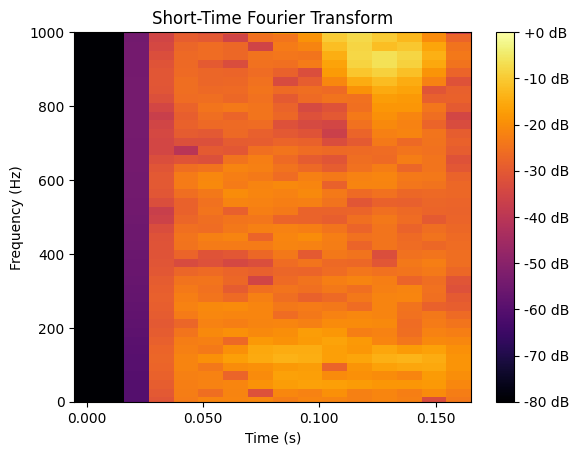 Short-Time Fourier Transform
1000
800
600
400
200
0
Frequency (Hz)
0.000
0.050
0.100
0.150
Time (s)
+0 dB
-10 dB
-20 dB
-30 dB
-40 dB
-50 dB
-60 dB
-70 dB
-80 dB